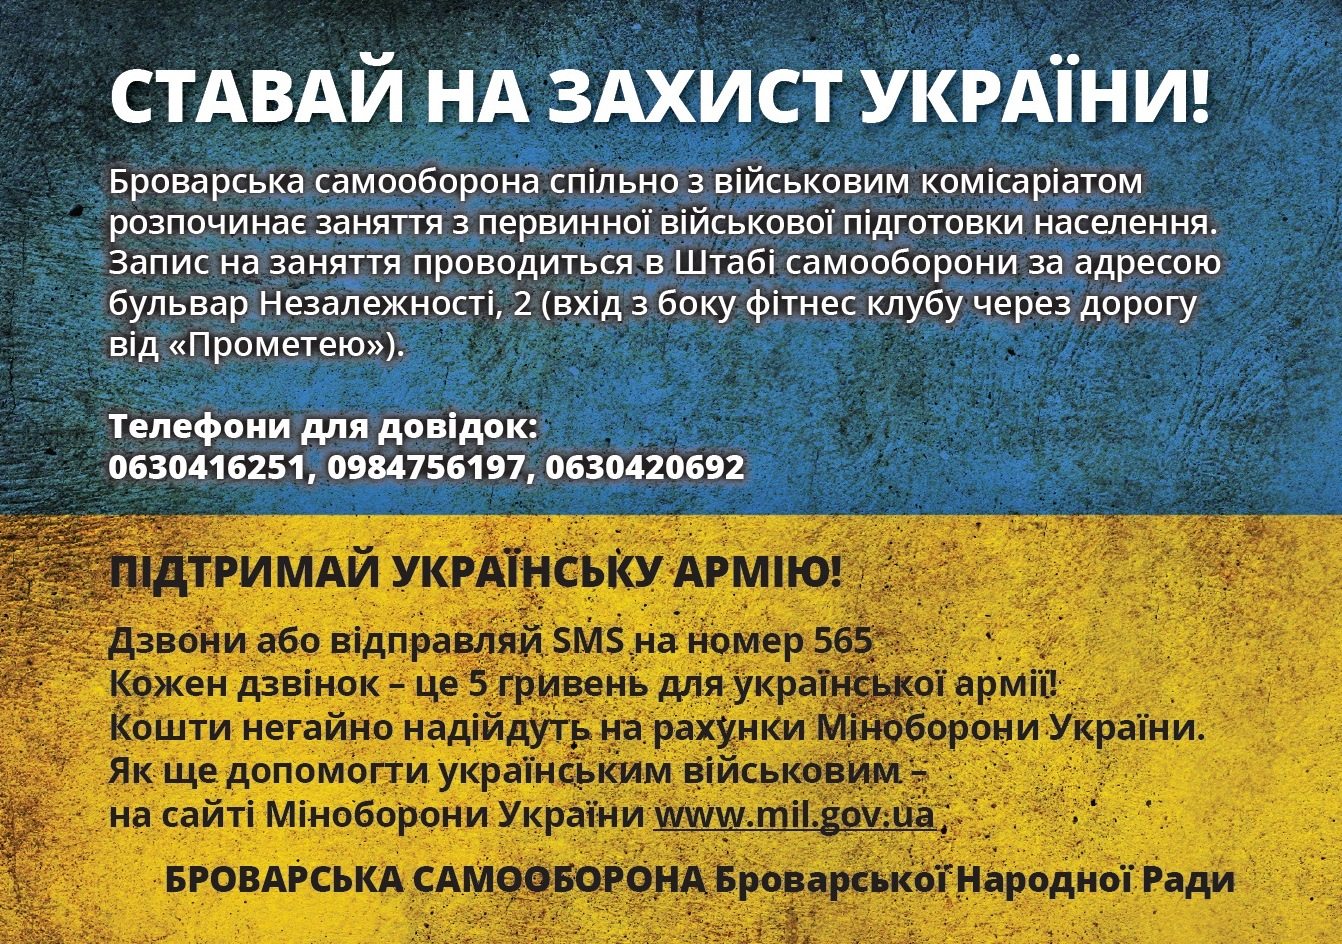 СТАВАЙ НА ЗАХИСТ УКРАЇНИ!
Броварська самооборона спільно з військовим комісаріатом
розпочинає заняття з первинної військової підготовки населення.
Запис на заняття проводиться в Штабі самооборони за адресою
бульвар Незалежності, 2 (вхід з боку фітнес клубу через дорогу
від «Прометею»).
Телефони для довідок:
0630416251, 0984756197, 0630420692
ПІДТРИМАЙ УКРАЇНСЬКУ АРМІЮ!
Дзвони або відправляй SMS на номер 565
Кожен дзвінок – це 5 гривень для української армії!
Кошти негайно надійдуть на рахунки Міноборони України.
Як ще допомогти українським військовим –
на сайті Міноборони України www.mil.gov.ua.
БРОВАРСЬКА САМООБОРОНА Броварської Народної Ради